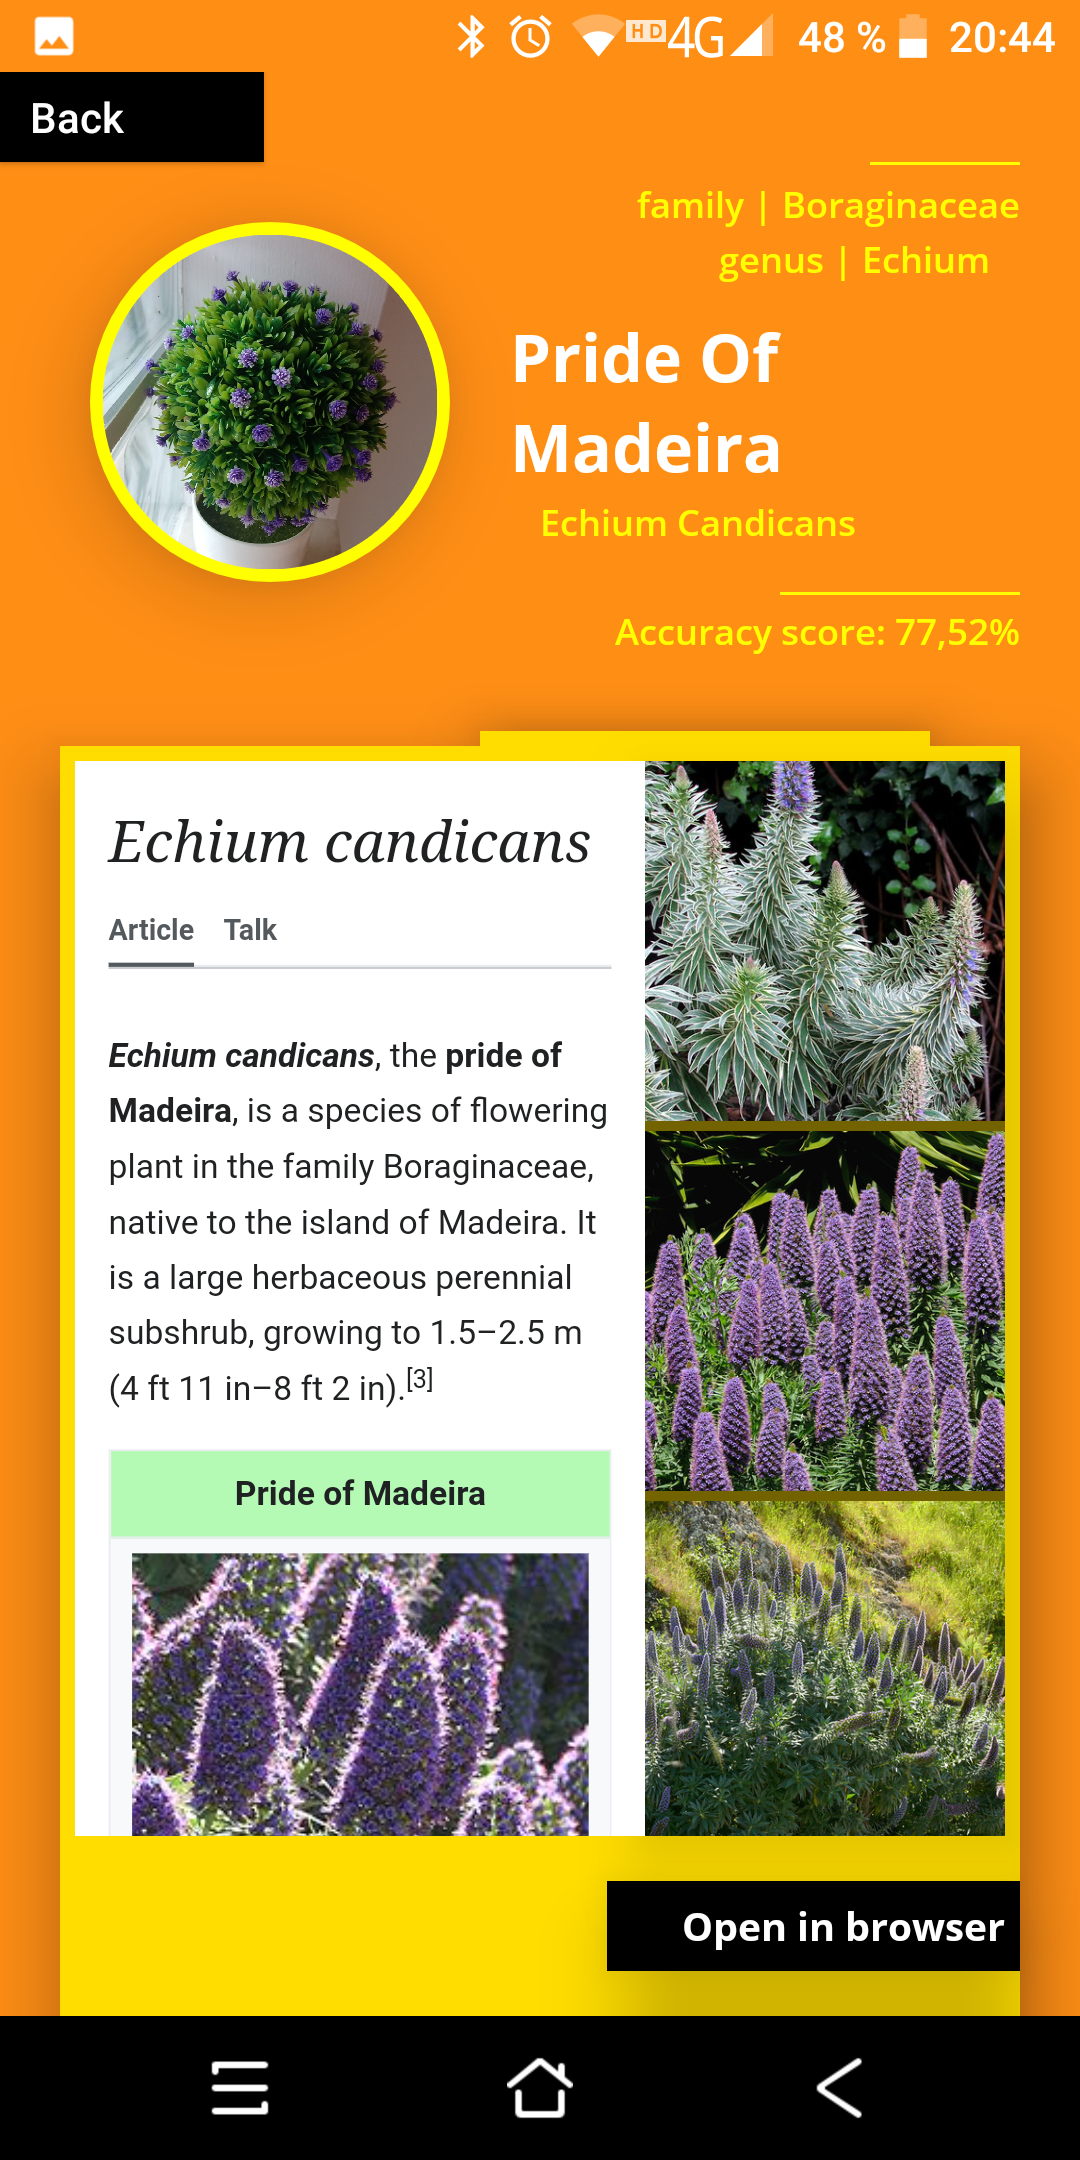 HD 4G 48 % 20:44
Back
family | Boraginaceae
genus | Echium
Pride Of
Madeira
Echium Candicans
Accuracy score: 77,52%
Echium candicans
Article Talk
Echium candicans, the pride of
Madeira, is a species of flowering
plant in the family Boraginaceae,
native to the island of Madeira. It
is a large herbaceous perennial
subshrub, growing to 1.5–2.5 m
(4 ft 11 in–8 ft 2 in).[3]
Pride of Madeira
Open in browser